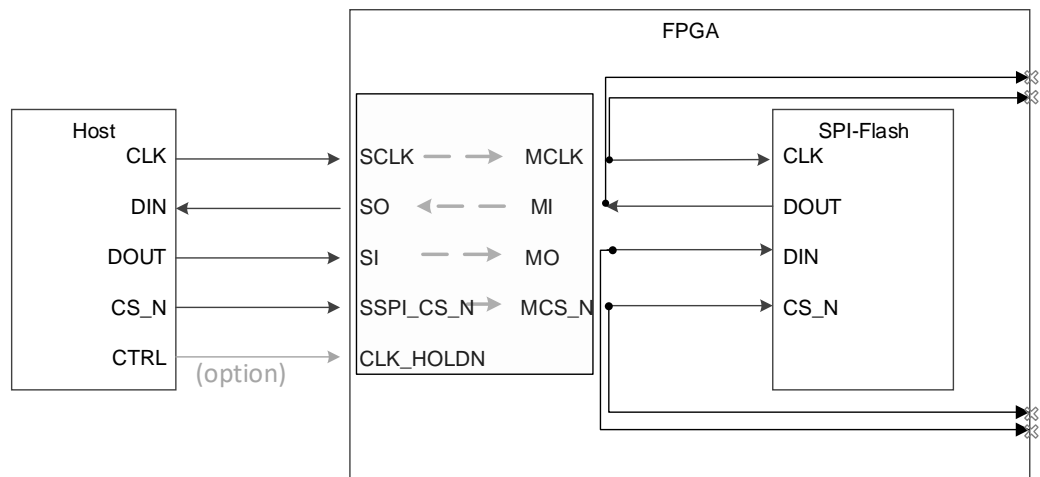 FPGA
Host
SPI-Flash
CLK
SCLK
MCLK
CLK
DIN
SO
MI
DOUT
DOUT
SI
MO
DIN
CS_N
SSPI_CS_N
MCS_N
CS_N
CTRL
(option)
CLK_HOLDN